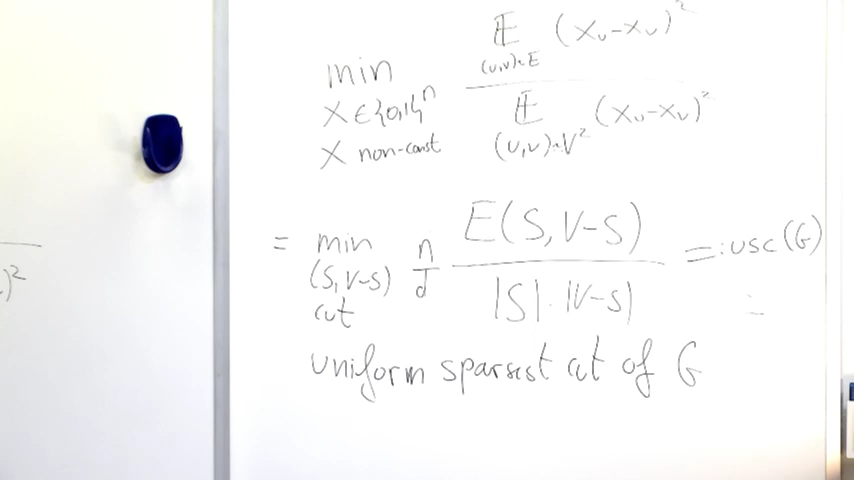 𝔼 (Xᵤ-Xᵥ)²
(u,v)~E
min
X ∈{0,1}ⁿ
X non-const
𝔼 (Xᵤ-Xᵥ)²
(u,v)~V²
)²
= min n/d E(S,V-S) / |S|·|V-S| =: usc(G)
(S,V-S)
cut
uniform sparsest cut of G